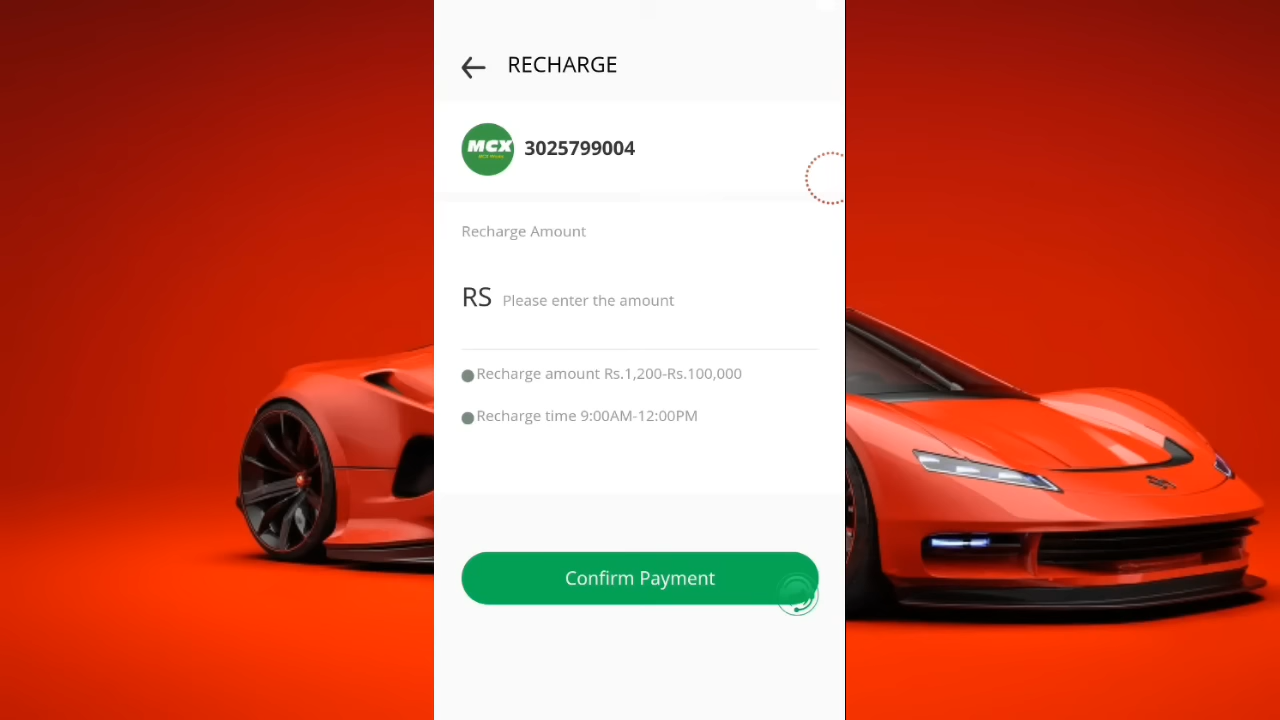 RECHARGE
MCX
3025799004
Recharge Amount
RS Please enter the amount
Recharge amount Rs.1,200-Rs.100,000
Recharge time 9:00AM-12:00PM
Confirm Payment